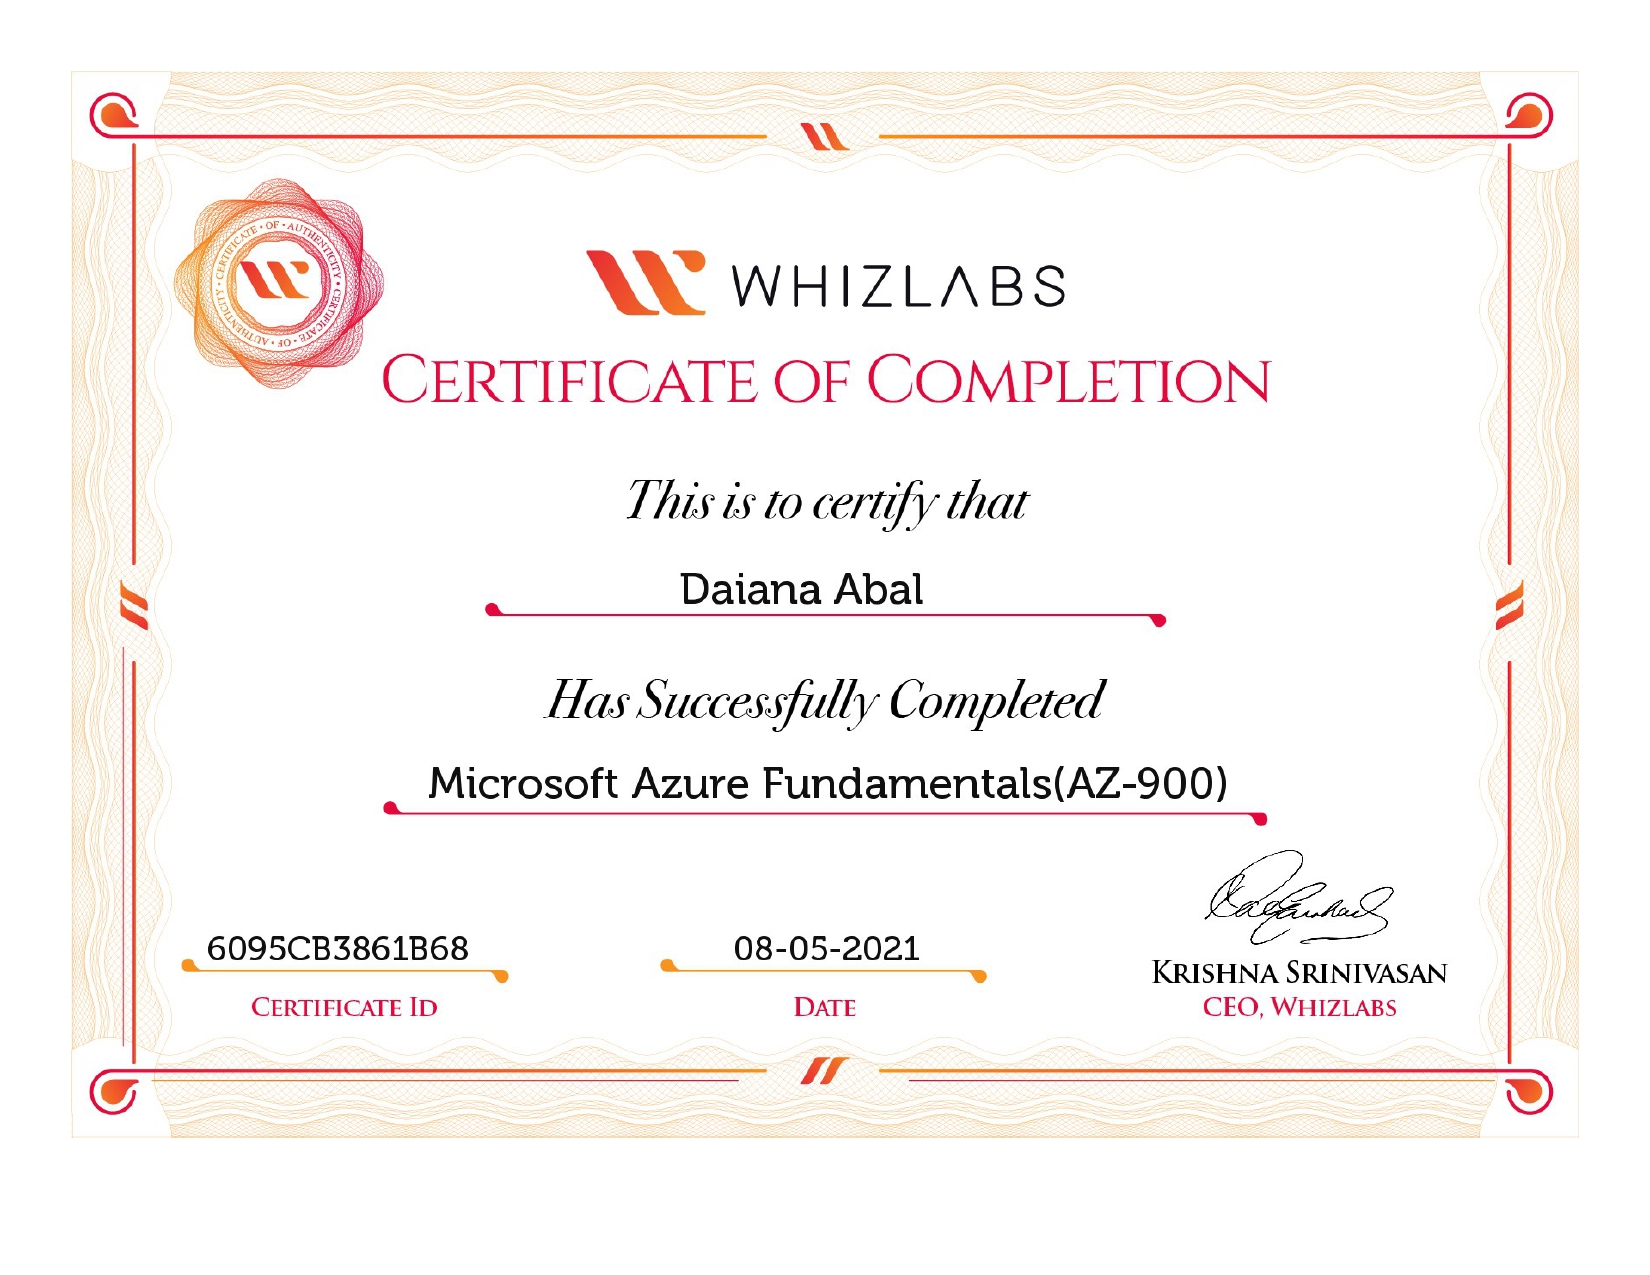 CERTIFICATE • OF • AUTHENTICITY • CERTIFICATE • OF • AUTHENTICITY •
WHIZLABS
CERTIFICATE OF COMPLETION
This is to certify that
Daiana Abal
Has Successfully Completed
Microsoft Azure Fundamentals(AZ-900)
6095CB3861B68
CERTIFICATE ID
08-05-2021
DATE
KRISHNA SRINIVASAN
CEO, WHIZLABS